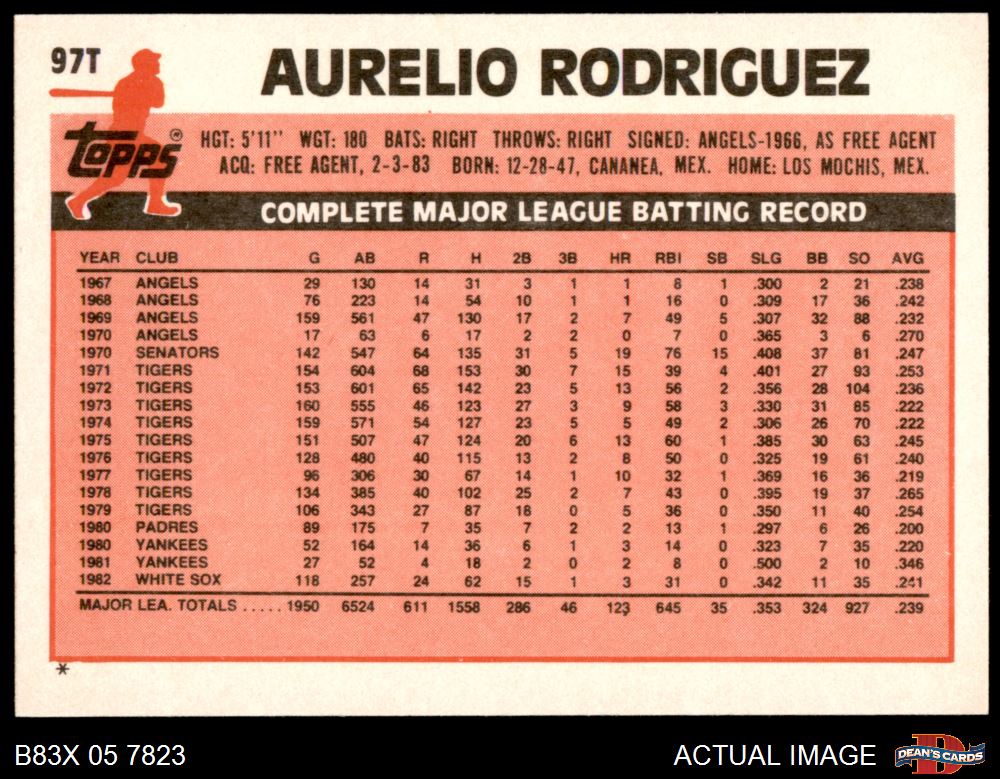 97T
AURELIO RODRIGUEZ
topps ®
HGT: 5'11" WGT: 180 BATS: RIGHT THROWS: RIGHT SIGNED: ANGELS-1966, AS FREE AGENT
ACQ: FREE AGENT, 2-3-83 BORN: 12-28-47, CANANEA, MEX. HOME: LOS MOCHIS, MEX.
COMPLETE MAJOR LEAGUE BATTING RECORD
YEAR CLUB G AB R H 2B 3B HR RBI SB SLG BB SO AVG
1967 ANGELS 29 130 14 31 3 1 1 8 1 .300 2 21 .238
1968 ANGELS 76 223 14 54 10 1 1 16 0 .309 17 36 .242
1969 ANGELS 159 561 47 130 17 2 7 49 5 .307 32 88 .232
1970 ANGELS 17 63 6 17 2 2 0 7 0 .365 3 6 .270
1970 SENATORS 142 547 64 135 31 5 19 76 15 .408 37 81 .247
1971 TIGERS 154 604 68 153 30 7 15 39 4 .401 27 93 .253
1972 TIGERS 153 601 65 142 23 5 13 56 2 .356 28 104 .236
1973 TIGERS 160 555 46 123 27 3 9 58 3 .330 31 85 .222
1974 TIGERS 159 571 54 127 23 5 5 49 2 .306 26 70 .222
1975 TIGERS 151 507 47 124 20 6 13 60 1 .385 30 63 .245
1976 TIGERS 128 480 40 115 13 2 8 50 0 .325 19 61 .240
1977 TIGERS 96 306 30 67 14 1 10 32 1 .369 16 36 .219
1978 TIGERS 134 385 40 102 25 2 7 43 0 .395 19 37 .265
1979 TIGERS 106 343 27 87 18 0 5 36 0 .350 11 40 .254
1980 PADRES 89 175 7 35 7 2 2 13 1 .297 6 26 .200
1980 YANKEES 52 164 14 36 6 1 3 14 0 .323 7 35 .220
1981 YANKEES 27 52 4 18 2 0 2 8 0 .500 2 10 .346
1982 WHITE SOX 118 257 24 62 15 1 3 31 0 .342 11 35 .241
MAJOR LEA. TOTALS ..... 1950 6524 611 1558 286 46 123 645 35 .353 324 927 .239
*
B83X 05 7823 ACTUAL IMAGE DEAN'S CARDS